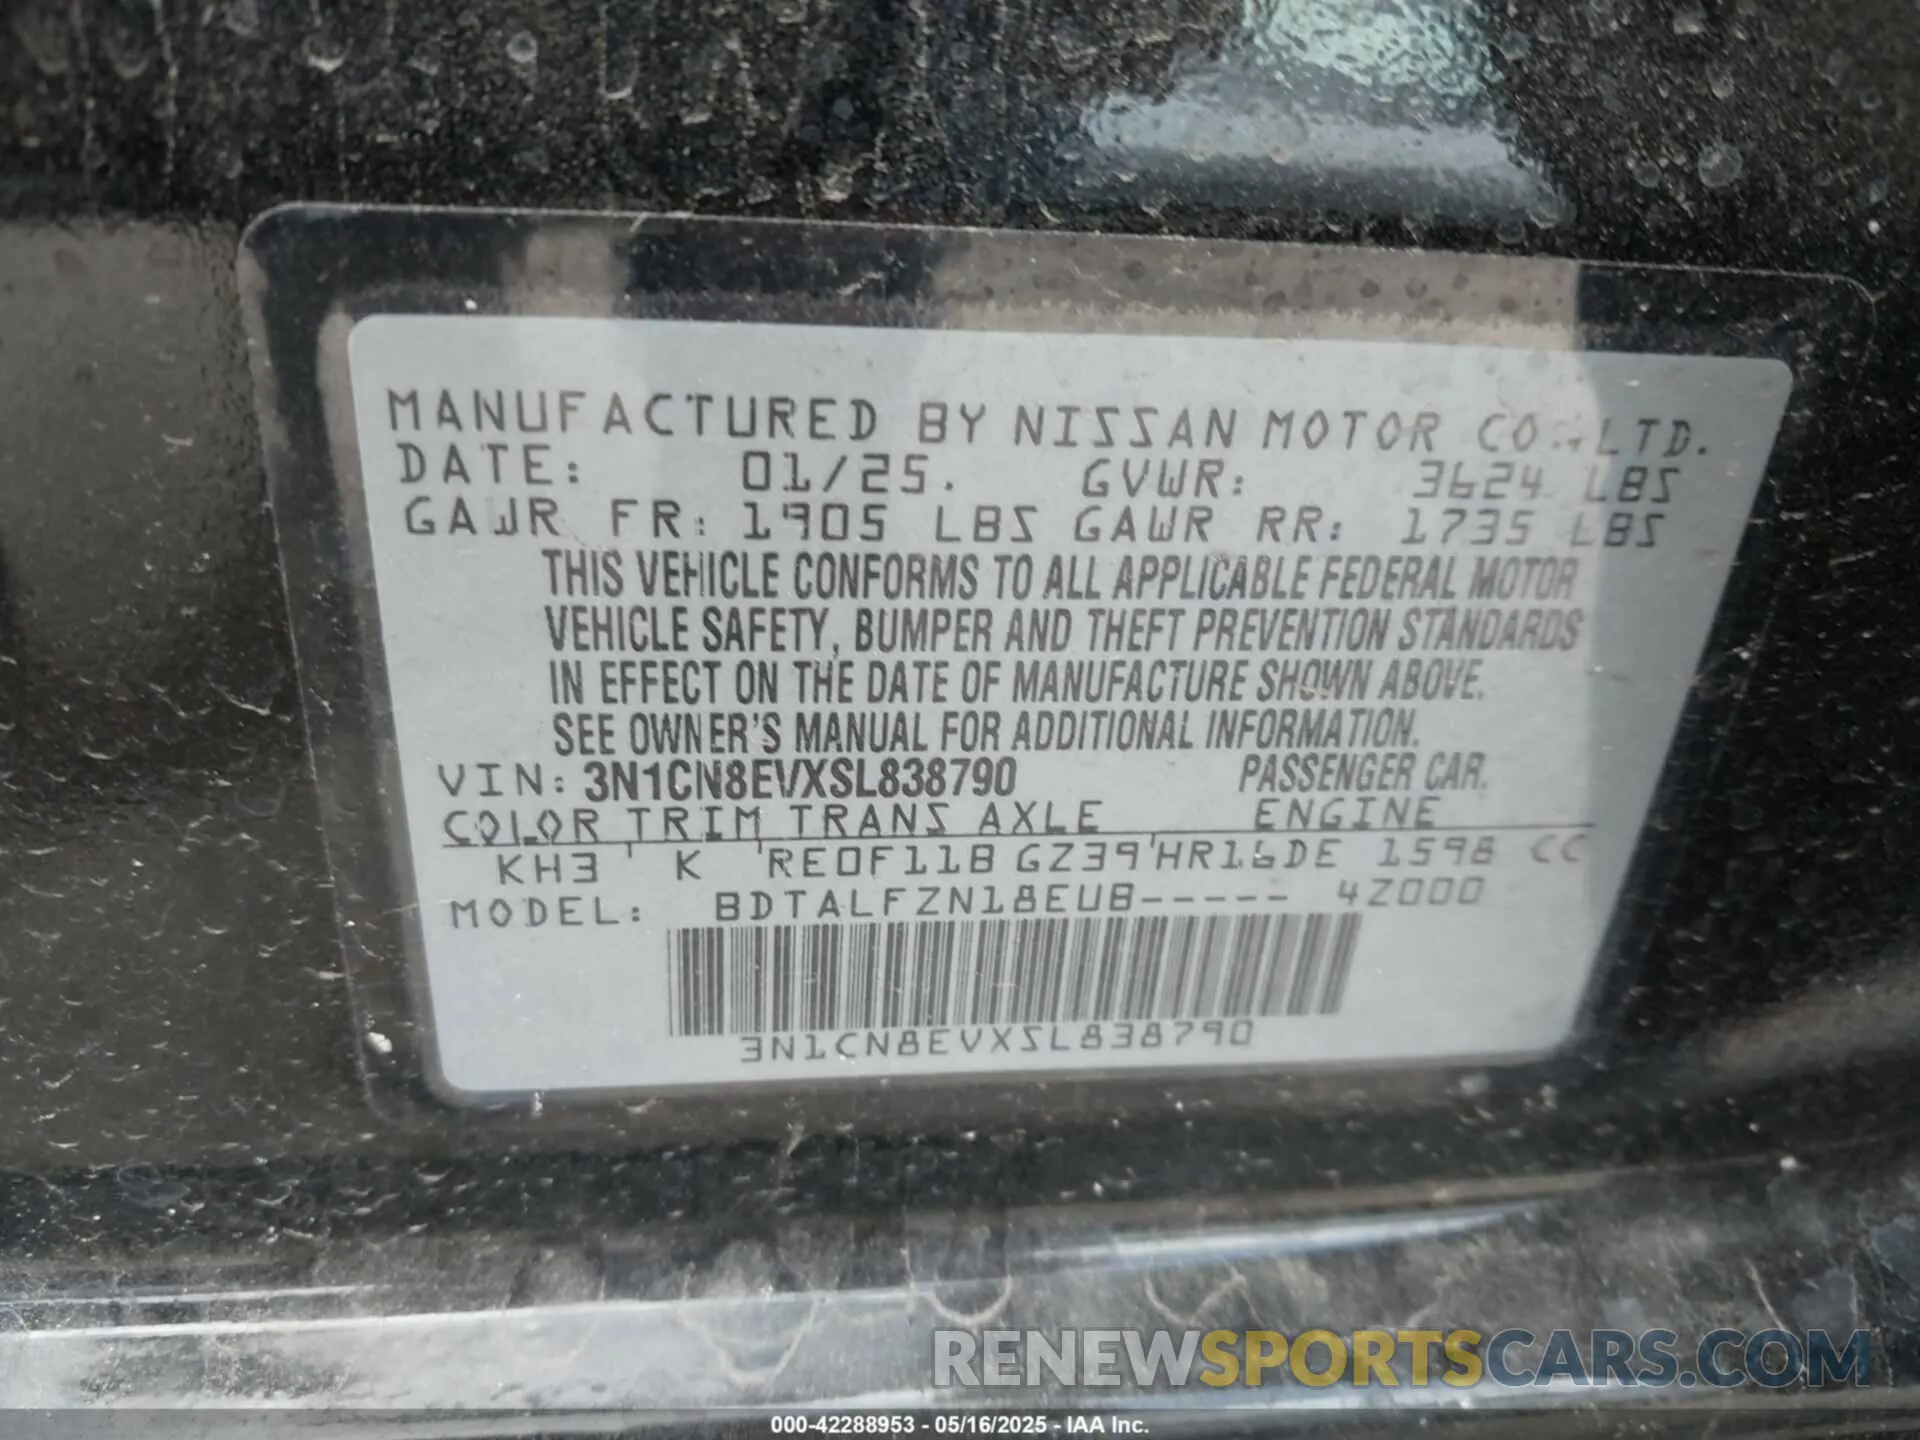 MANUFACTURED BY NISSAN MOTOR CO., LTD.
DATE: 01/25. GVWR: 3624 LBS
GAWR FR: 1905 LBS GAWR RR: 1735 LBS
THIS VEHICLE CONFORMS TO ALL APPLICABLE FEDERAL MOTOR
VEHICLE SAFETY, BUMPER AND THEFT PREVENTION STANDARDS
IN EFFECT ON THE DATE OF MANUFACTURE SHOWN ABOVE.
SEE OWNER'S MANUAL FOR ADDITIONAL INFORMATION.
VIN: 3N1CN8EVXSL838790 PASSENGER CAR.
COLOR TRIM TRANS AXLE ENGINE
KH3 K RE0F11B GZ39 HR16DE 1598 CC
MODEL: BDTALFZN18EUB----- 4Z000
3N1CN8EVXSL838790
RENEWSPORTSCARS.COM
000-42288953 - 05/16/2025 - IAA Inc.